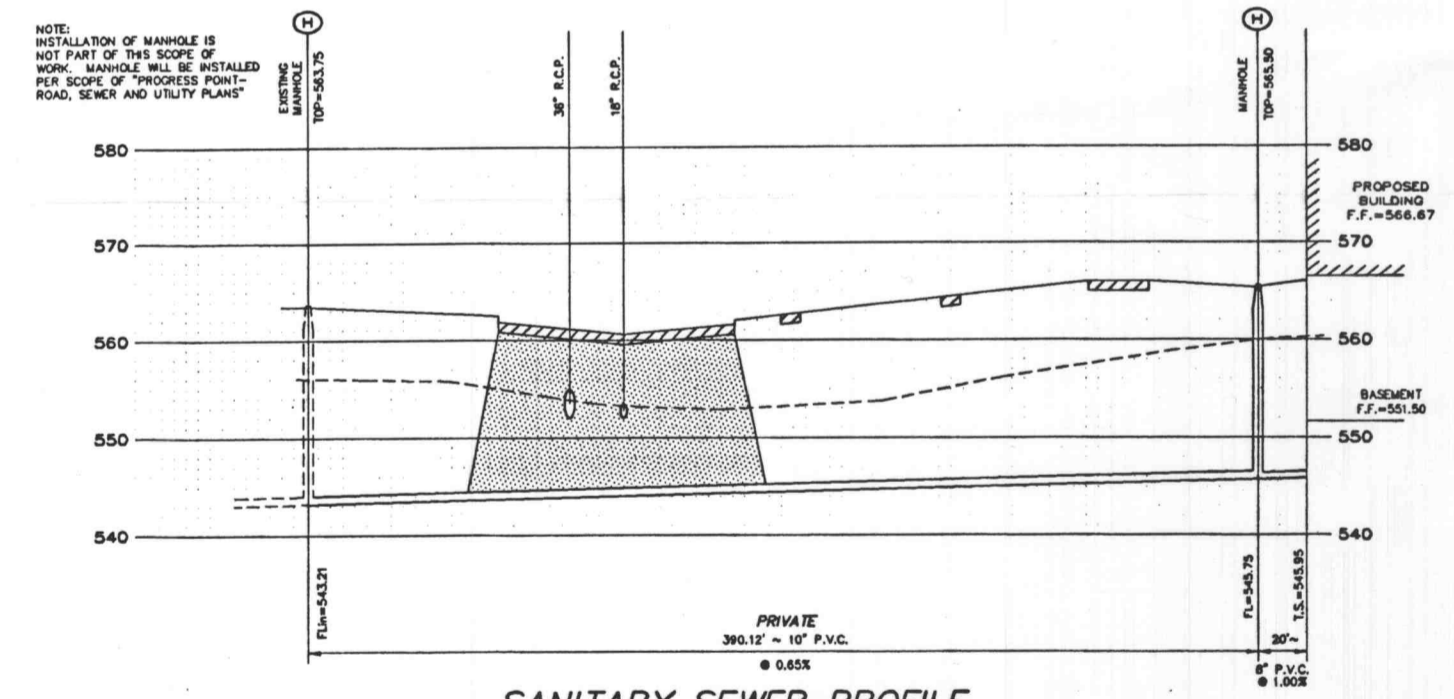 NOTE:
INSTALLATION OF MANHOLE IS
NOT PART OF THIS SCOPE OF
WORK. MANHOLE WILL BE INSTALLED
PER SCOPE OF "PROGRESS POINT-
ROAD, SEWER AND UTILITY PLANS"
H
EXISTING
MANHOLE
TOP=563.75
36" R.C.P.
18" R.C.P.
H
MANHOLE
TOP=565.50
580
580
PROPOSED
BUILDING
F.F.=566.67
570
570
560
560
BASEMENT
F.F.=551.50
550
550
540
540
FLin=543.21
FL=545.75
T.S.=545.95
PRIVATE
390.12' ~ 10" P.V.C.
@ 0.65%
20'~
P.V.C.
@ 1.00%
SANITARY SEWER PROFILE